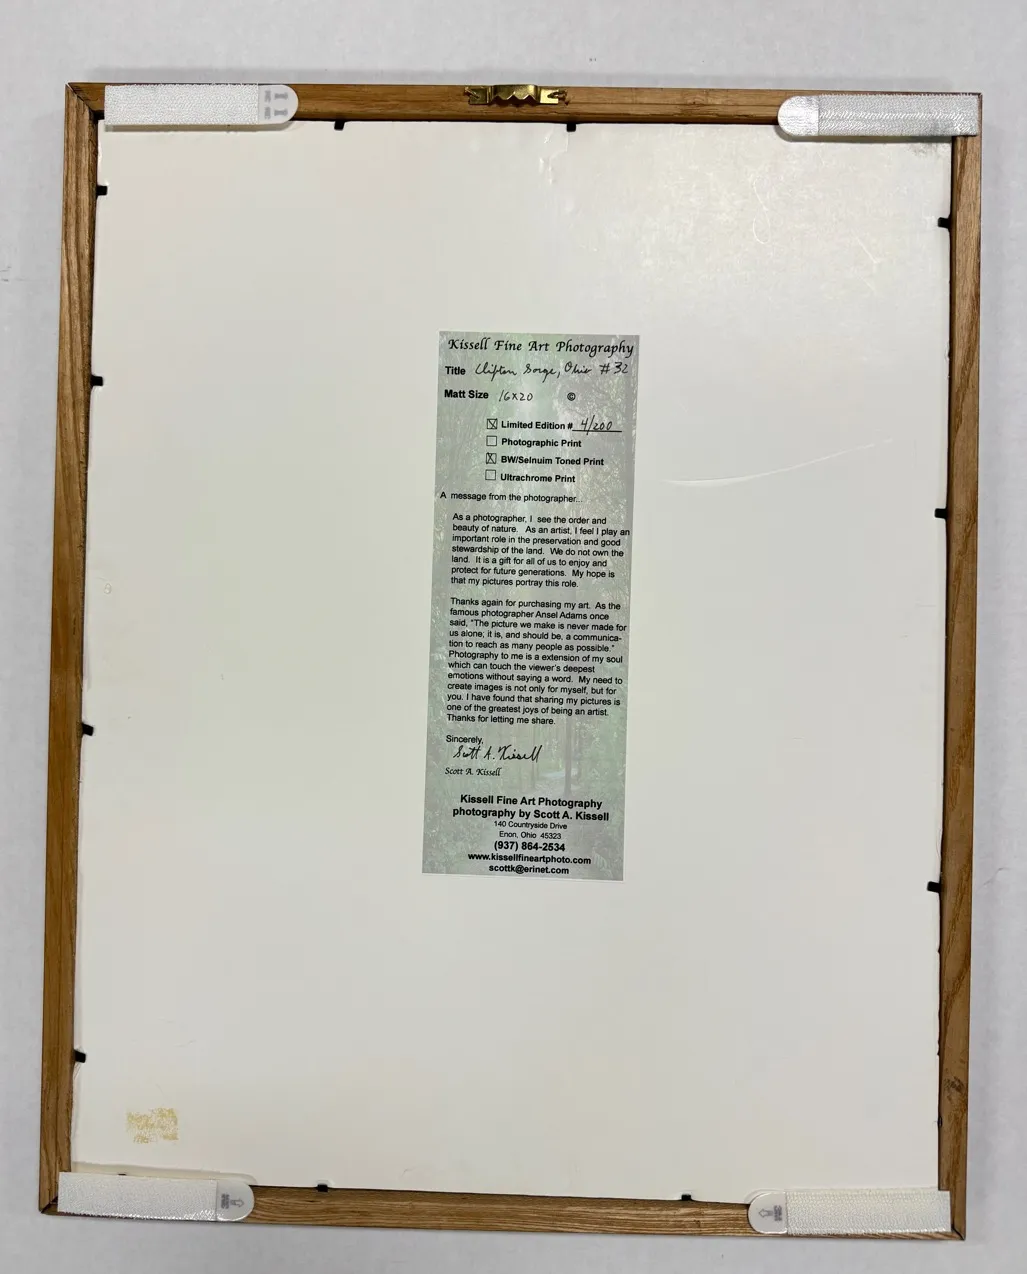 Kissell Fine Art Photography
Title Clifton Gorge, Ohio #32
Matt Size 16x20 ©
Limited Edition # 4/200
Photographic Print
BW/Selnuim Toned Print
Ultrachrome Print
A message from the photographer...
As a photographer, I see the order and
beauty of nature. As an artist, I feel I play an
important role in the preservation and good
stewardship of the land. We do not own the
land. It is a gift for all of us to enjoy and
protect for future generations. My hope is
that my pictures portray this role.
Thanks again for purchasing my art. As the
famous photographer Ansel Adams once
said, "The picture we make is never made for
us alone; it is, and should be, a communica-
tion to reach as many people as possible."
Photography to me is a extension of my soul
which can touch the viewer's deepest
emotions without saying a word. My need to
create images is not only for myself, but for
you. I have found that sharing my pictures is
one of the greatest joys of being an artist.
Thanks for letting me share.
Sincerely,
Scott A. Kissell
Scott A. Kissell
Kissell Fine Art Photography
photography by Scott A. Kissell
140 Countryside Drive
Enon, Ohio 45323
(937) 864-2534
www.kissellfineartphoto.com
scottk@erinet.com